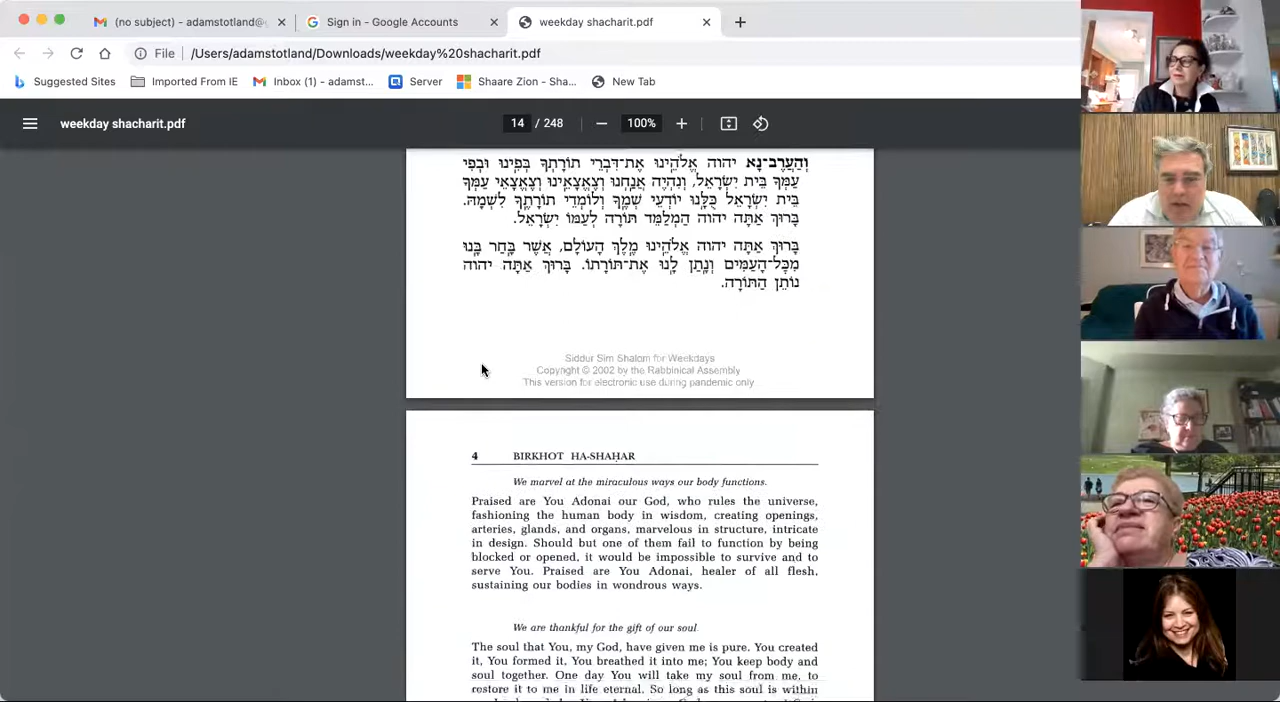 (no subject) - adamstotland@
Sign in - Google Accounts
weekday shacharit.pdf
File
/Users/adamstotland/Downloads/weekday%20shacharit.pdf
Suggested Sites
Imported From IE
Inbox (1) - adamst...
Server
Shaare Zion - Sha...
New Tab
weekday shacharit.pdf
14 / 248
100%
וְהַעֲרֶב־נָא יהוה אֱלֹהֵֽינוּ אֶת־דִּבְרֵי תוֹרָתְךָ בְּפִֽינוּ וּבְפִי
עַמְּךָ בֵּית יִשְׂרָאֵל, וְנִהְיֶה אֲנַֽחְנוּ וְצֶאֱצָאֵֽינוּ וְצֶאֱצָאֵי עַמְּךָ
בֵּית יִשְׂרָאֵל כֻּלָּֽנוּ יוֹדְעֵי שְׁמֶֽךָ וְלוֹמְדֵי תוֹרָתֶֽךָ לִשְׁמָהּ.
בָּרוּךְ אַתָּה יהוה הַמְלַמֵּד תּוֹרָה לְעַמּוֹ יִשְׂרָאֵל.
בָּרוּךְ אַתָּה יהוה אֱלֹהֵֽינוּ מֶֽלֶךְ הָעוֹלָם, אֲשֶׁר בָּֽחַר בָּֽנוּ
מִכָּל־הָעַמִּים וְנָֽתַן לָֽנוּ אֶת־תּוֹרָתוֹ. בָּרוּךְ אַתָּה יהוה
נוֹתֵן הַתּוֹרָה.
Siddur Sim Shalom for Weekdays
Copyright © 2002 by the Rabbinical Assembly
This version for electronic use during pandemic only
4 BIRKHOT HA-SHAḤAR
We marvel at the miraculous ways our body functions.
Praised are You Adonai our God, who rules the universe,
fashioning the human body in wisdom, creating openings,
arteries, glands, and organs, marvelous in structure, intricate
in design. Should but one of them fail to function by being
blocked or opened, it would be impossible to survive and to
serve You. Praised are You Adonai, healer of all flesh,
sustaining our bodies in wondrous ways.
We are thankful for the gift of our soul.
The soul that You, my God, have given me is pure. You created
it, You formed it, You breathed it into me; You keep body and
soul together. One day You will take my soul from me, to
restore it to me in life eternal. So long as this soul is within